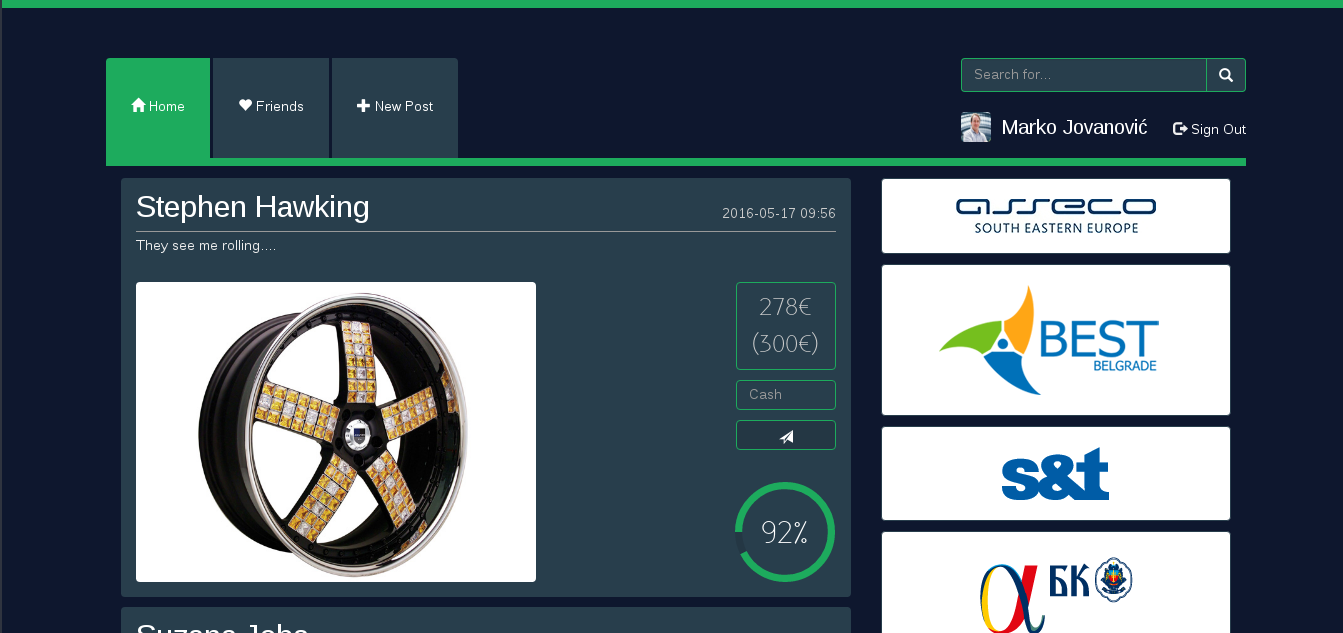 Home
Friends
New Post
Search for...
Marko Jovanović
Sign Out
Stephen Hawking
2016-05-17 09:56
They see me rolling....
278€
(300€)
Cash
92%
asseco
SOUTH EASTERN EUROPE
BEST
BELGRADE
s&t
α БК